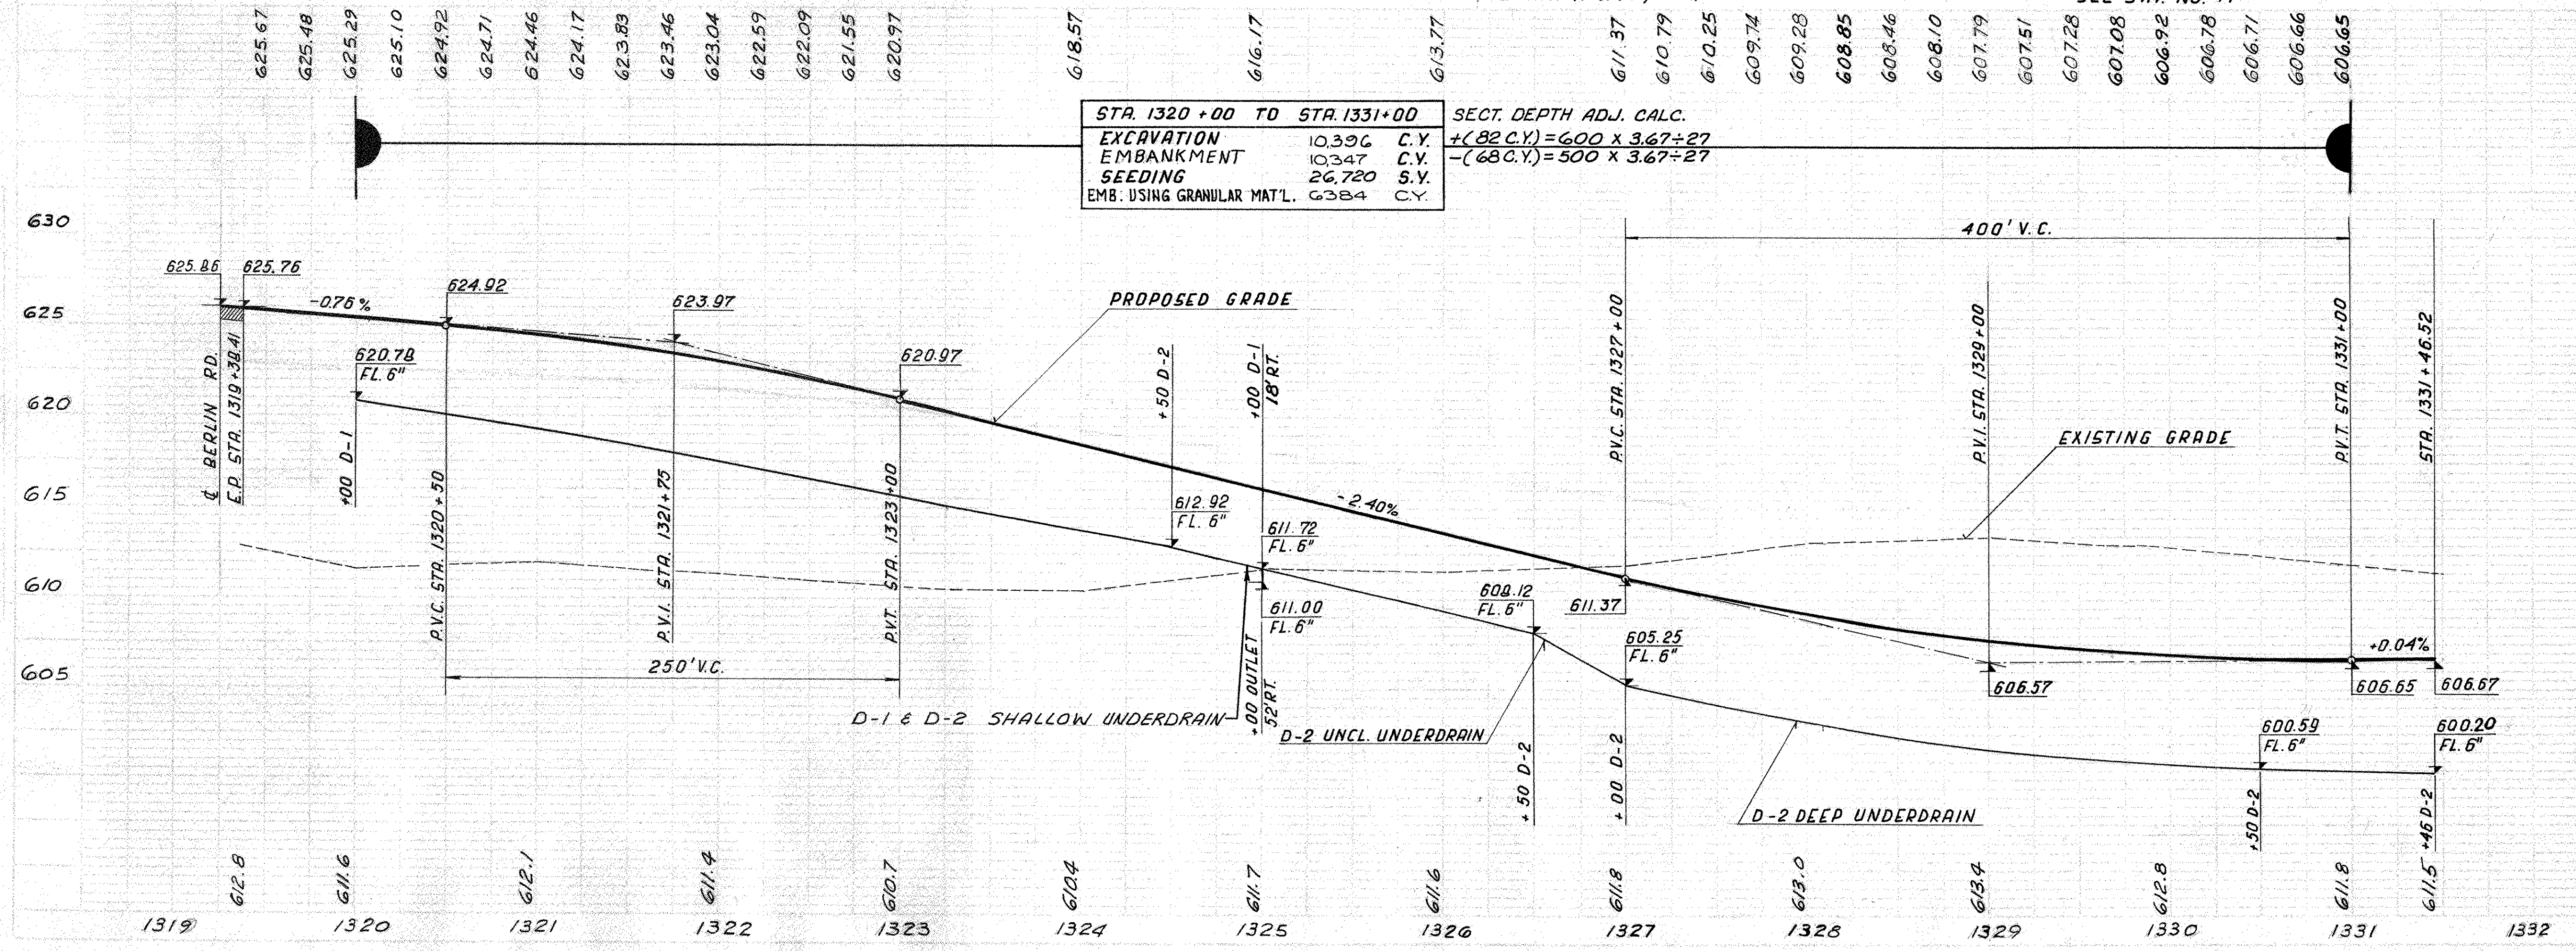 SEE SHT. NO. 11
625.67
625.48
625.29
625.10
624.92
624.71
624.46
624.17
623.83
623.46
623.04
622.59
622.09
621.55
620.97
618.57
616.17
613.77
611.37
610.79
610.25
609.74
609.28
608.85
608.46
608.10
607.79
607.51
607.28
607.08
606.92
606.78
606.71
606.66
606.65
STA. 1320 +00 TO STA. 1331+00
EXCAVATION 10,396 C.Y.
EMBANKMENT 10,347 C.Y.
SEEDING 26,720 S.Y.
EMB. USING GRANULAR MAT'L. 6384 C.Y.
SECT. DEPTH ADJ. CALC.
+(82 C.Y.)=600 X 3.67÷27
-(68 C.Y.)=500 X 3.67÷27
630
625
620
615
610
605
400' V.C.
625.86
625.76
-0.76 %
624.92
623.97
PROPOSED GRADE
620.78
FL. 6"
620.97
℄ BERLIN RD.
E.P. STA. 1319+38.41
+00 D-1
P.V.C. STA. 1320+50
P.V.I. STA. 1321+75
P.V.T. STA. 1323+00
250' V.C.
+50 D-2
+00 D-1
18' RT.
612.92
FL. 6"
611.72
FL. 6"
611.00
FL. 6"
+00 OUTLET
52' RT.
-2.40%
D-1 & D-2 SHALLOW UNDERDRAIN
D-2 UNCL. UNDERDRAIN
608.12
FL. 6"
611.37
605.25
FL. 6"
+50 D-2
+00 D-2
P.V.C. STA. 1327+00
P.V.I. STA. 1329+00
P.V.T. STA. 1331+00
STA. 1331+46.52
EXISTING GRADE
+0.04%
606.57
606.65
606.67
D-2 DEEP UNDERDRAIN
600.59
FL. 6"
600.20
FL. 6"
+50 D-2
+46 D-2
612.8
611.6
612.1
611.4
610.7
610.4
611.7
611.6
611.8
613.0
613.4
612.8
611.8
611.5
1319
1320
1321
1322
1323
1324
1325
1326
1327
1328
1329
1330
1331
1332